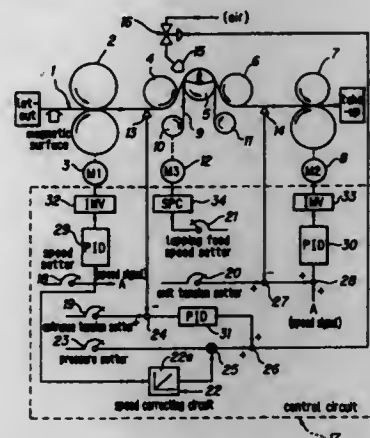 16
(air)
2
15
4
6
7
1
let-
out
5
take
up
magnetic
surface
13
9
14
10
11
3
M1
12
M3
M2
8
32
INV
SPC
34
INV
33
29
PID
21
PID
30
speed
setter
lapping feed
speed setter
18
A
(speed signal)
20
exit tension setter
28
27
A
(speed signal)
19
entrance tension setter
24
PID
31
23
pressure setter
22a
25
26
22
speed correcting circuit
control circuit
17